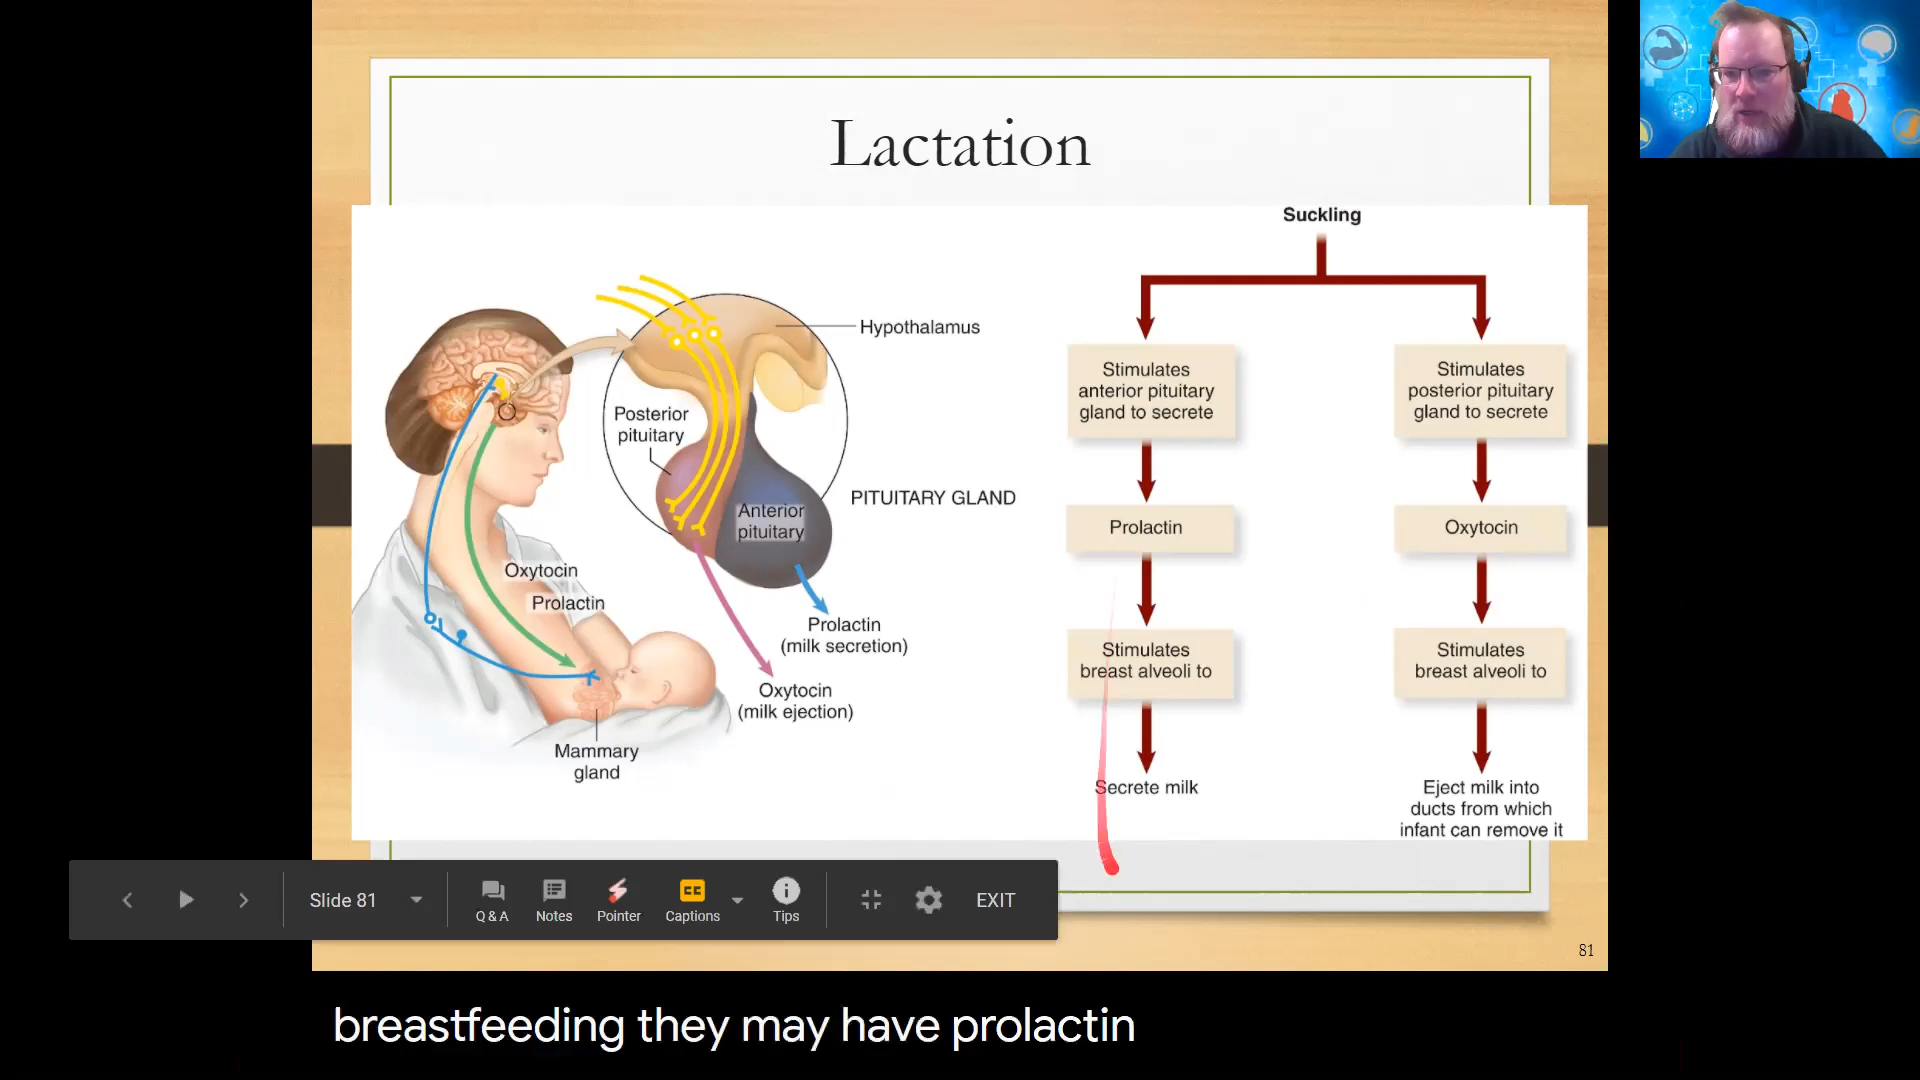 Lactation
Suckling
Hypothalamus
Posterior
pituitary
PITUITARY GLAND
Anterior
pituitary
Oxytocin
Prolactin
Prolactin
(milk secretion)
Oxytocin
(milk ejection)
Mammary
gland
Stimulates
anterior pituitary
gland to secrete
Prolactin
Stimulates
breast alveoli to
Secrete milk
Stimulates
posterior pituitary
gland to secrete
Oxytocin
Stimulates
breast alveoli to
Eject milk into
ducts from which
infant can remove it
Slide 81
Q & A
Notes
Pointer
CC
Captions
Tips
EXIT
81
breastfeeding they may have prolactin